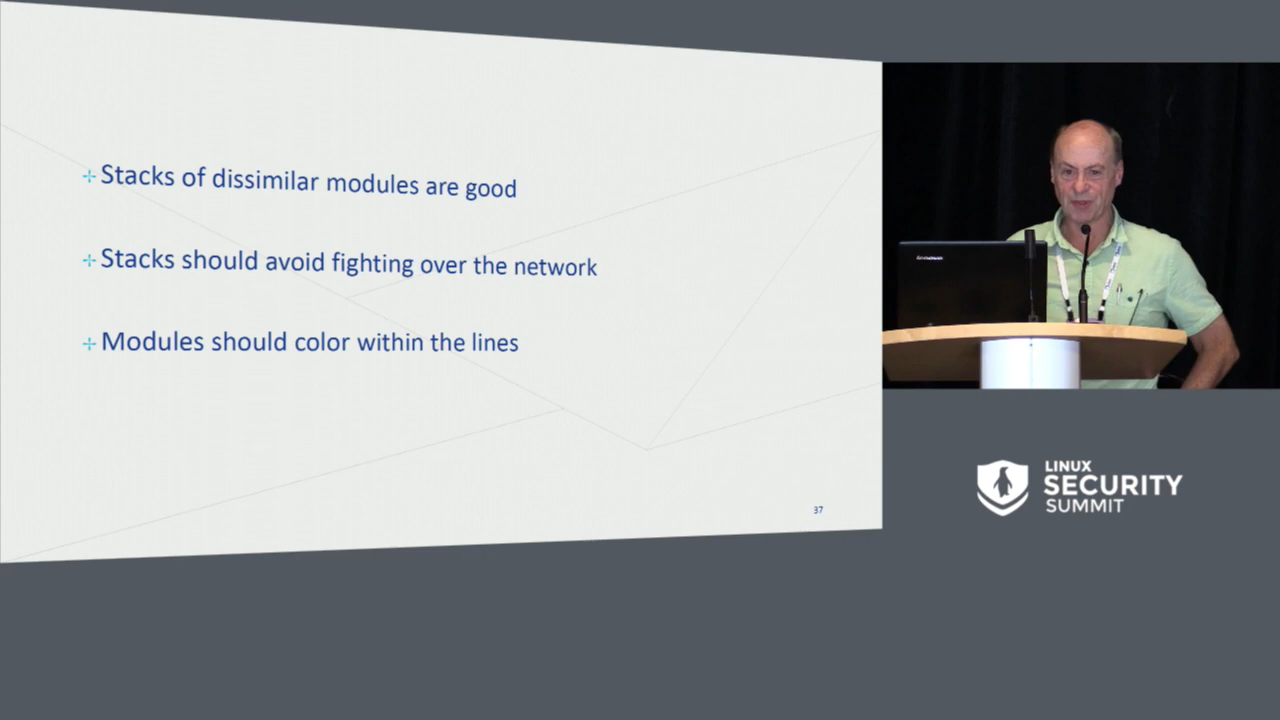 Stacks of dissimilar modules are good
Stacks should avoid fighting over the network
Modules should color within the lines
37
lenovo
LINUX
SECURITY
SUMMIT